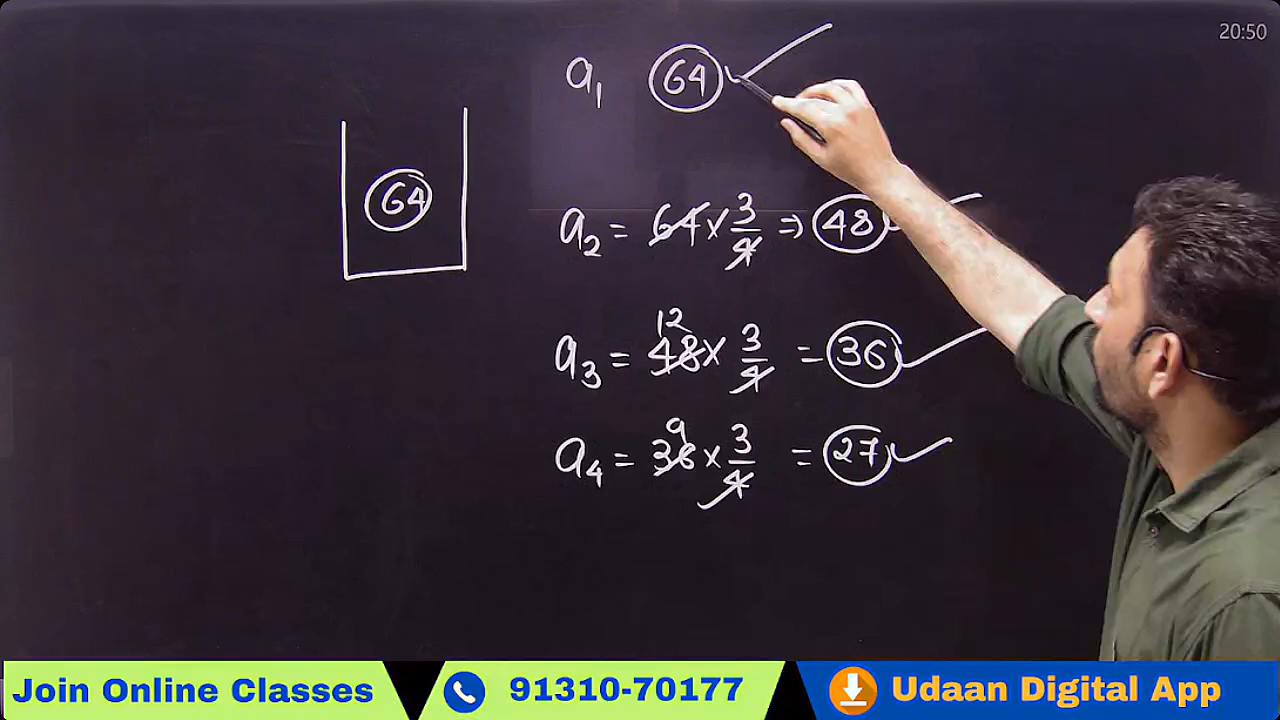 20:50
a1 64
64
a2 = 64 × 3/4 ⇒ 48
12
a3 = 48 × 3/4 = 36
9
a4 = 36 × 3/4 = 27
Join Online Classes 91310-70177 Udaan Digital App